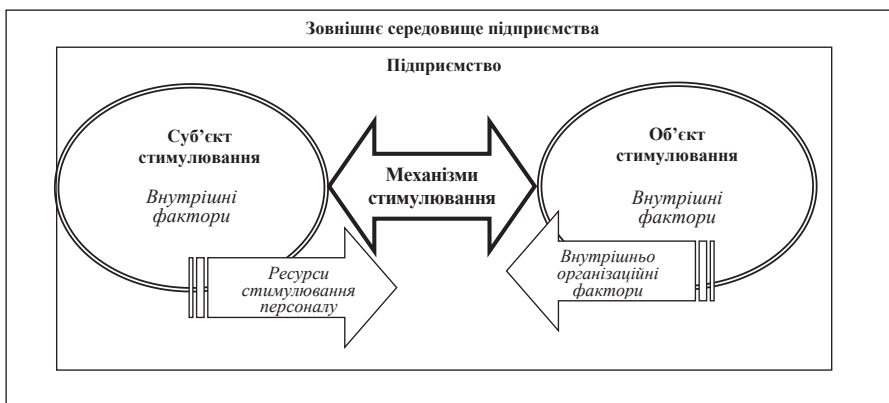 Зовнішнє середовище підприємства
Підприємство
Суб’єкт
стимулювання
Внутрішні
фактори
Механізми
стимулювання
Об’єкт
стимулювання
Внутрішні
фактори
Ресурси
стимулювання
персоналу
Внутрішньо
організаційні
фактори